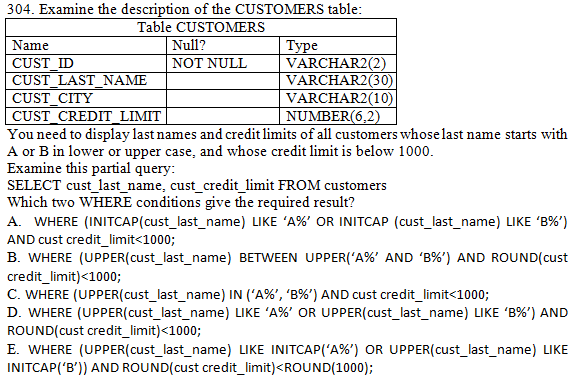 304. Examine the description of the CUSTOMERS table:
Table CUSTOMERS
Name Null? Type
CUST_ID NOT NULL VARCHAR2(2)
CUST_LAST_NAME VARCHAR2(30)
CUST_CITY VARCHAR2(10)
CUST_CREDIT_LIMIT NUMBER(6,2)
You need to display last names and credit limits of all customers whose last name starts with
A or B in lower or upper case, and whose credit limit is below 1000.
Examine this partial query:
SELECT cust_last_name, cust_credit_limit FROM customers
Which two WHERE conditions give the required result?
A. WHERE (INITCAP(cust_last_name) LIKE ‘A%’ OR INITCAP (cust_last_name) LIKE ‘B%’)
AND cust credit_limit<1000;
B. WHERE (UPPER(cust_last_name) BETWEEN UPPER(‘A%’ AND ‘B%’) AND ROUND(cust
credit_limit)<1000;
C. WHERE (UPPER(cust_last_name) IN (‘A%’, ‘B%’) AND cust credit_limit<1000;
D. WHERE (UPPER(cust_last_name) LIKE ‘A%’ OR UPPER(cust_last_name) LIKE ‘B%’) AND
ROUND(cust credit_limit)<1000;
E. WHERE (UPPER(cust_last_name) LIKE INITCAP(‘A%’) OR UPPER(cust_last_name) LIKE
INITCAP(‘B’)) AND ROUND(cust credit_limit)<ROUND(1000);